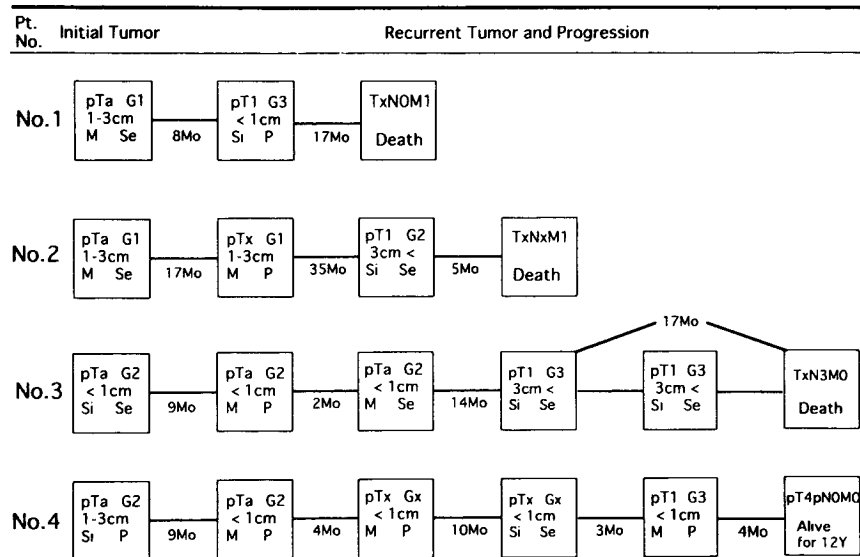 Pt. No. Initial Tumor Recurrent Tumor and Progression
No.1
pTa G1
1-3cm
M Se
8Mo
pT1 G3
< 1cm
Si P
17Mo
TxN0M1
Death
No.2
pTa G1
1-3cm
M Se
17Mo
pTx G1
1-3cm
M P
35Mo
pT1 G2
3cm <
Si Se
5Mo
TxNxM1
Death
No.3
pTa G2
< 1cm
Si Se
9Mo
pTa G2
< 1cm
M P
2Mo
pTa G2
< 1cm
M Se
14Mo
pT1 G3
3cm <
Si Se
17Mo
pT1 G3
3cm <
Si Se
TxN3M0
Death
No.4
pTa G2
1-3cm
Si P
9Mo
pTa G2
< 1cm
M P
4Mo
pTx Gx
< 1cm
M P
10Mo
pTx Gx
< 1cm
Si Se
3Mo
pT1 G3
< 1cm
M P
4Mo
pT4pN0M0
Alive
for 12Y